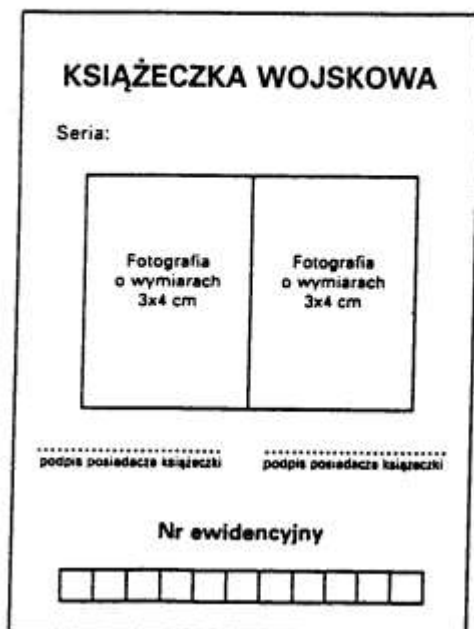 KSIĄŻECZKA WOJSKOWA
Seria:
Fotografia
o wymiarach
3x4 cm
Fotografia
o wymiarach
3x4 cm
podpis posiadacza książeczki
podpis posiadacza książeczki
Nr ewidencyjny